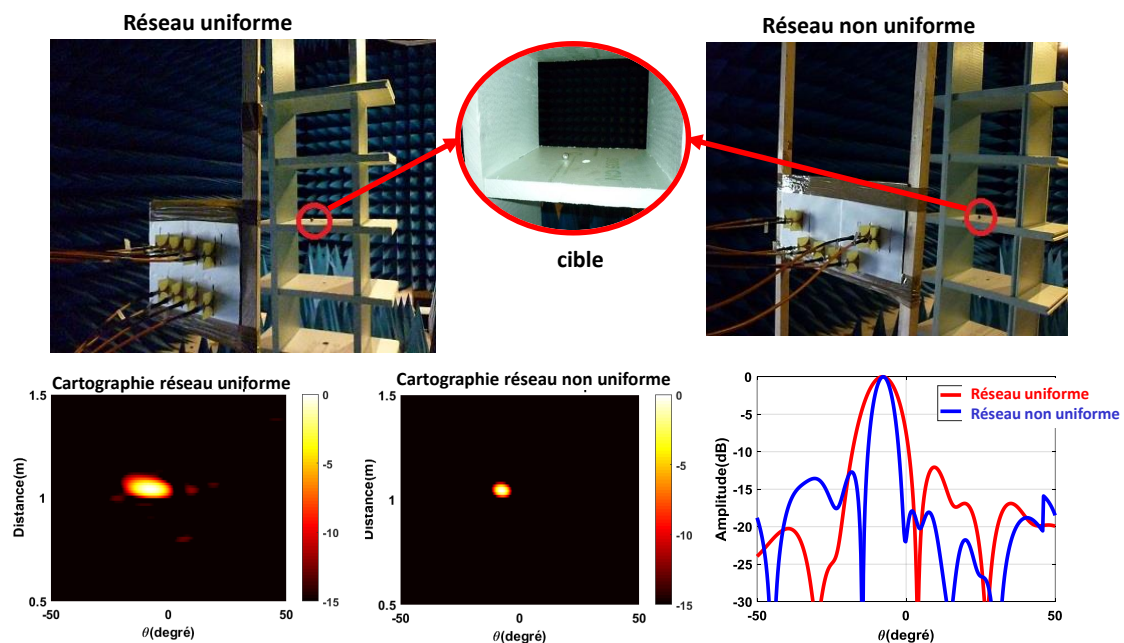 Réseau uniforme
Réseau non uniforme
cible
Cartographie réseau uniforme
1.5
1
0.5
Distance(m)
-50
0
50
θ(degré)
0
-5
-10
-15
Cartographie réseau non uniforme
1.5
1
0.5
Distance(m)
-50
0
50
θ(degré)
0
-5
-10
-15
Réseau uniforme
Réseau non uniforme
0
-5
-10
-15
-20
-25
-30
Amplitude(dB)
-50
0
50
θ(degré)